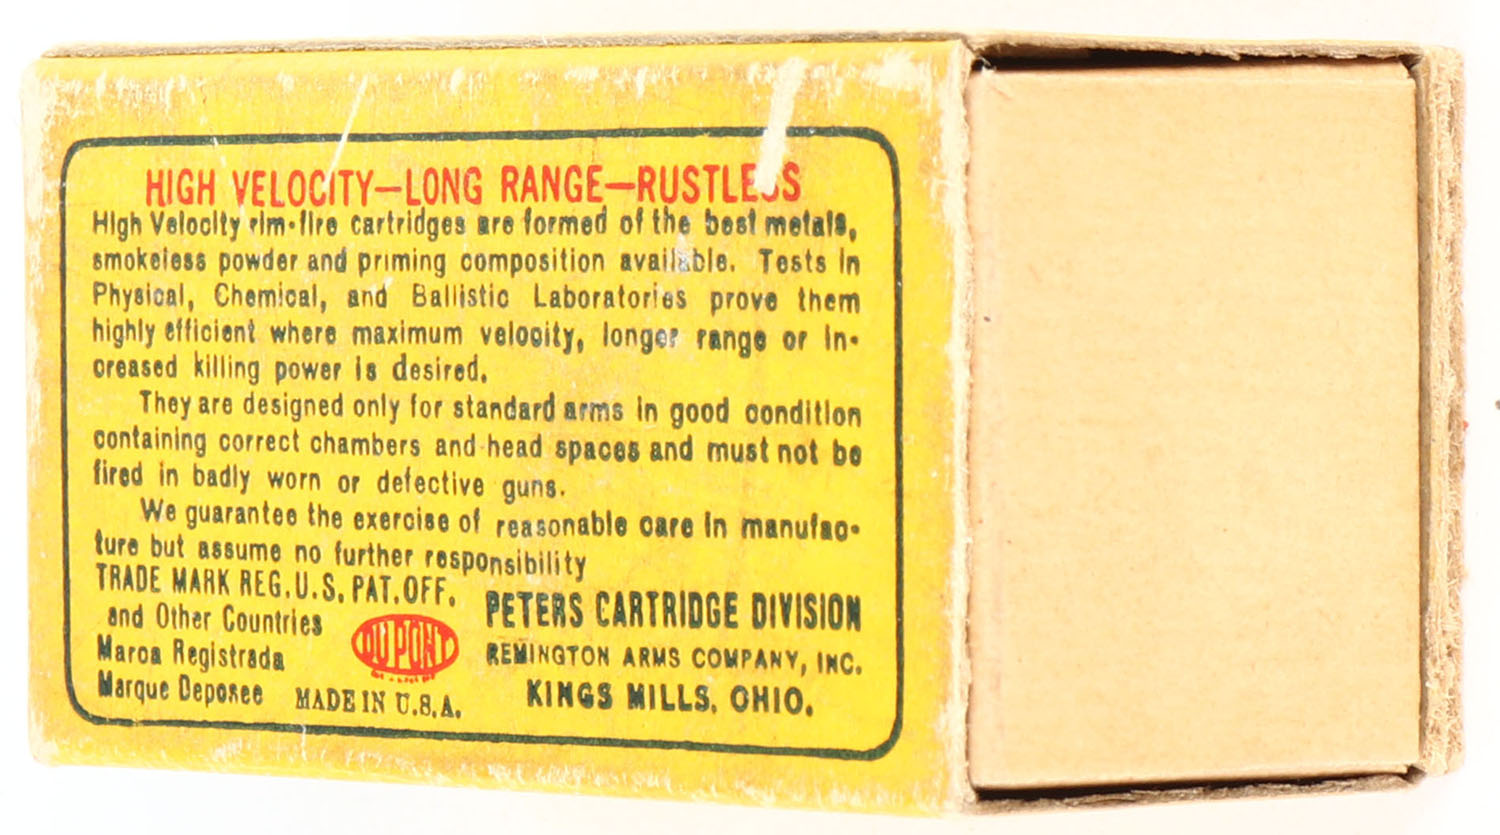 HIGH VELOCITY—LONG RANGE—RUSTLESS
High Velocity rim-fire cartridges are formed of the best metals,
smokeless powder and priming composition available. Tests in
Physical, Chemical, and Ballistic Laboratories prove them
highly efficient where maximum velocity, longer range or in-
creased killing power is desired.
They are designed only for standard arms in good condition
containing correct chambers and head spaces and must not be
fired in badly worn or defective guns.
We guarantee the exercise of reasonable care in manufac-
ture but assume no further responsibility
TRADE MARK REG. U.S. PAT. OFF.
and Other Countries
Marca Registrada
Marque Deposee
DU PONT
MADE IN U.S.A.
PETERS CARTRIDGE DIVISION
REMINGTON ARMS COMPANY, INC.
KINGS MILLS, OHIO.